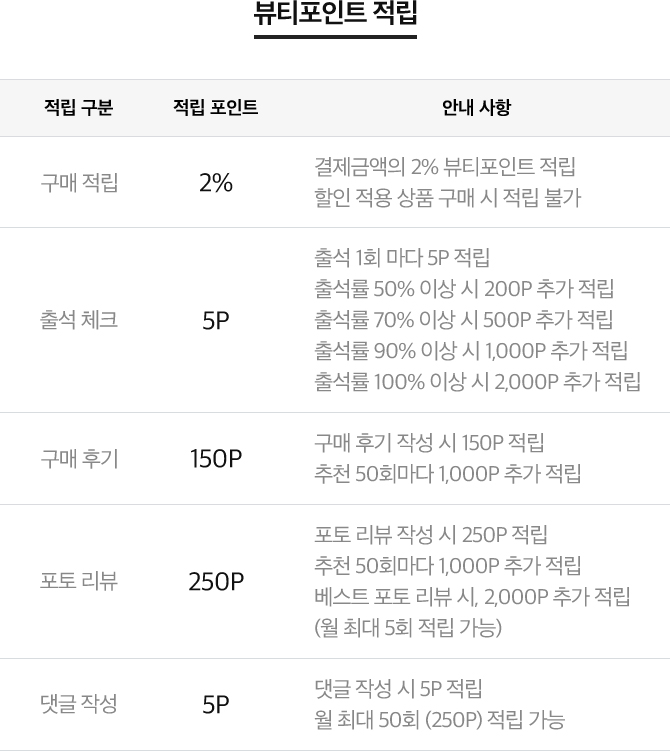 뷰티포인트 적립
적립 구분 적립 포인트 안내 사항
구매 적립 2% 결제금액의 2% 뷰티포인트 적립
할인 적용 상품 구매 시 적립 불가
출석 체크 5P 출석 1회 마다 5P 적립
출석률 50% 이상 시 200P 추가 적립
출석률 70% 이상 시 500P 추가 적립
출석률 90% 이상 시 1,000P 추가 적립
출석률 100% 이상 시 2,000P 추가 적립
구매 후기 150P 구매 후기 작성 시 150P 적립
추천 50회마다 1,000P 추가 적립
포토 리뷰 250P 포토 리뷰 작성 시 250P 적립
추천 50회마다 1,000P 추가 적립
베스트 포토 리뷰 시, 2,000P 추가 적립
(월 최대 5회 적립 가능)
댓글 작성 5P 댓글 작성 시 5P 적립
월 최대 50회 (250P) 적립 가능